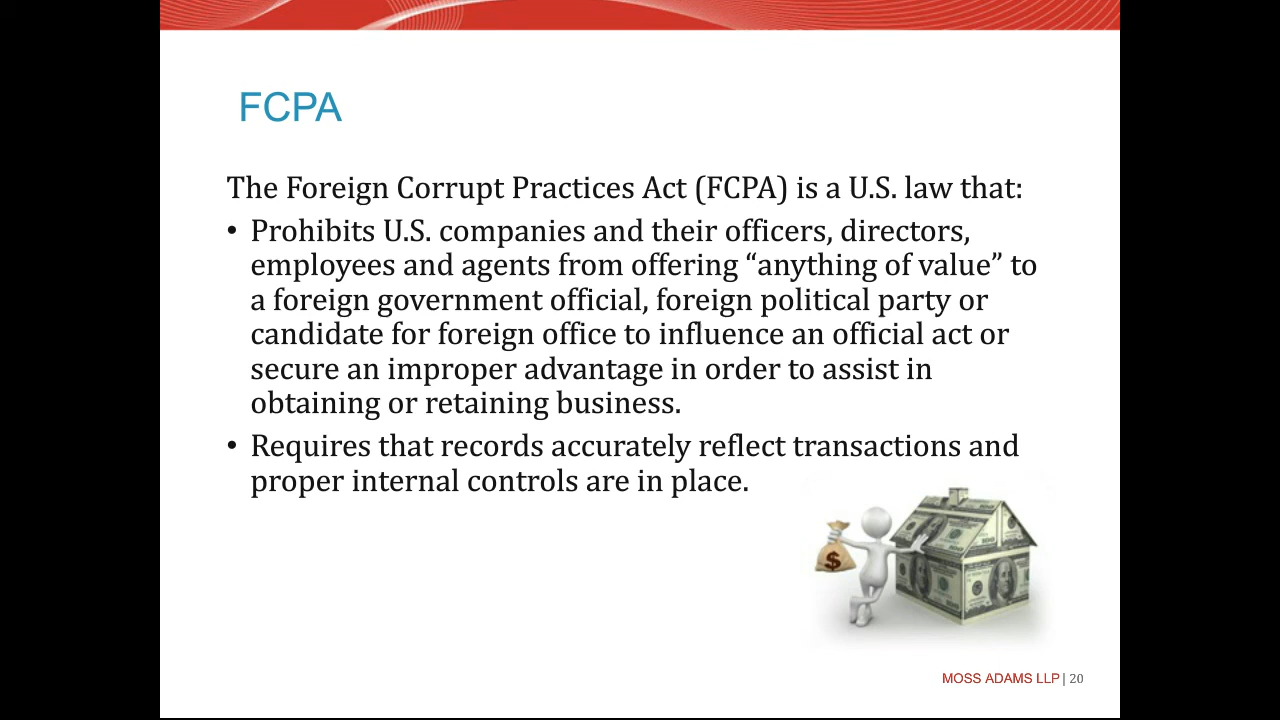 FCPA
The Foreign Corrupt Practices Act (FCPA) is a U.S. law that:
• Prohibits U.S. companies and their officers, directors,
employees and agents from offering “anything of value” to
a foreign government official, foreign political party or
candidate for foreign office to influence an official act or
secure an improper advantage in order to assist in
obtaining or retaining business.
• Requires that records accurately reflect transactions and
proper internal controls are in place.
$
MOSS ADAMS LLP | 20